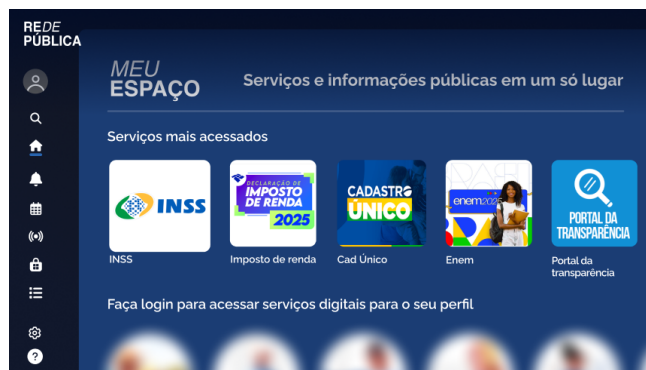 REDE
PÚBLICA
MEU
ESPAÇO
Serviços e informações públicas em um só lugar
Serviços mais acessados
INSS
DECLARAÇÃO DE
IMPOSTO
DE RENDA
2025
CADASTRO
ÚNICO
enem2025
PORTAL DA
TRANSPARÊNCIA
INSS
Imposto de renda
Cad Único
Enem
Portal da
transparência
Faça login para acessar serviços digitais para o seu perfil
?